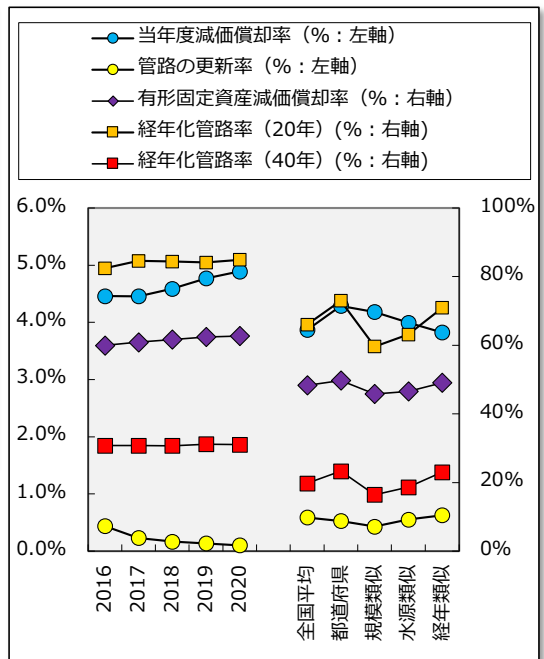 当年度減価償却率（%：左軸）
管路の更新率（%：左軸）
有形固定資産減価償却率（%：右軸）
経年化管路率（20年）(%：右軸)
経年化管路率（40年）(%：右軸)
6.0%
5.0%
4.0%
3.0%
2.0%
1.0%
0.0%
100%
80%
60%
40%
20%
0%
2016
2017
2018
2019
2020
全国平均
都道府県
規模類似
水源類似
経年類似